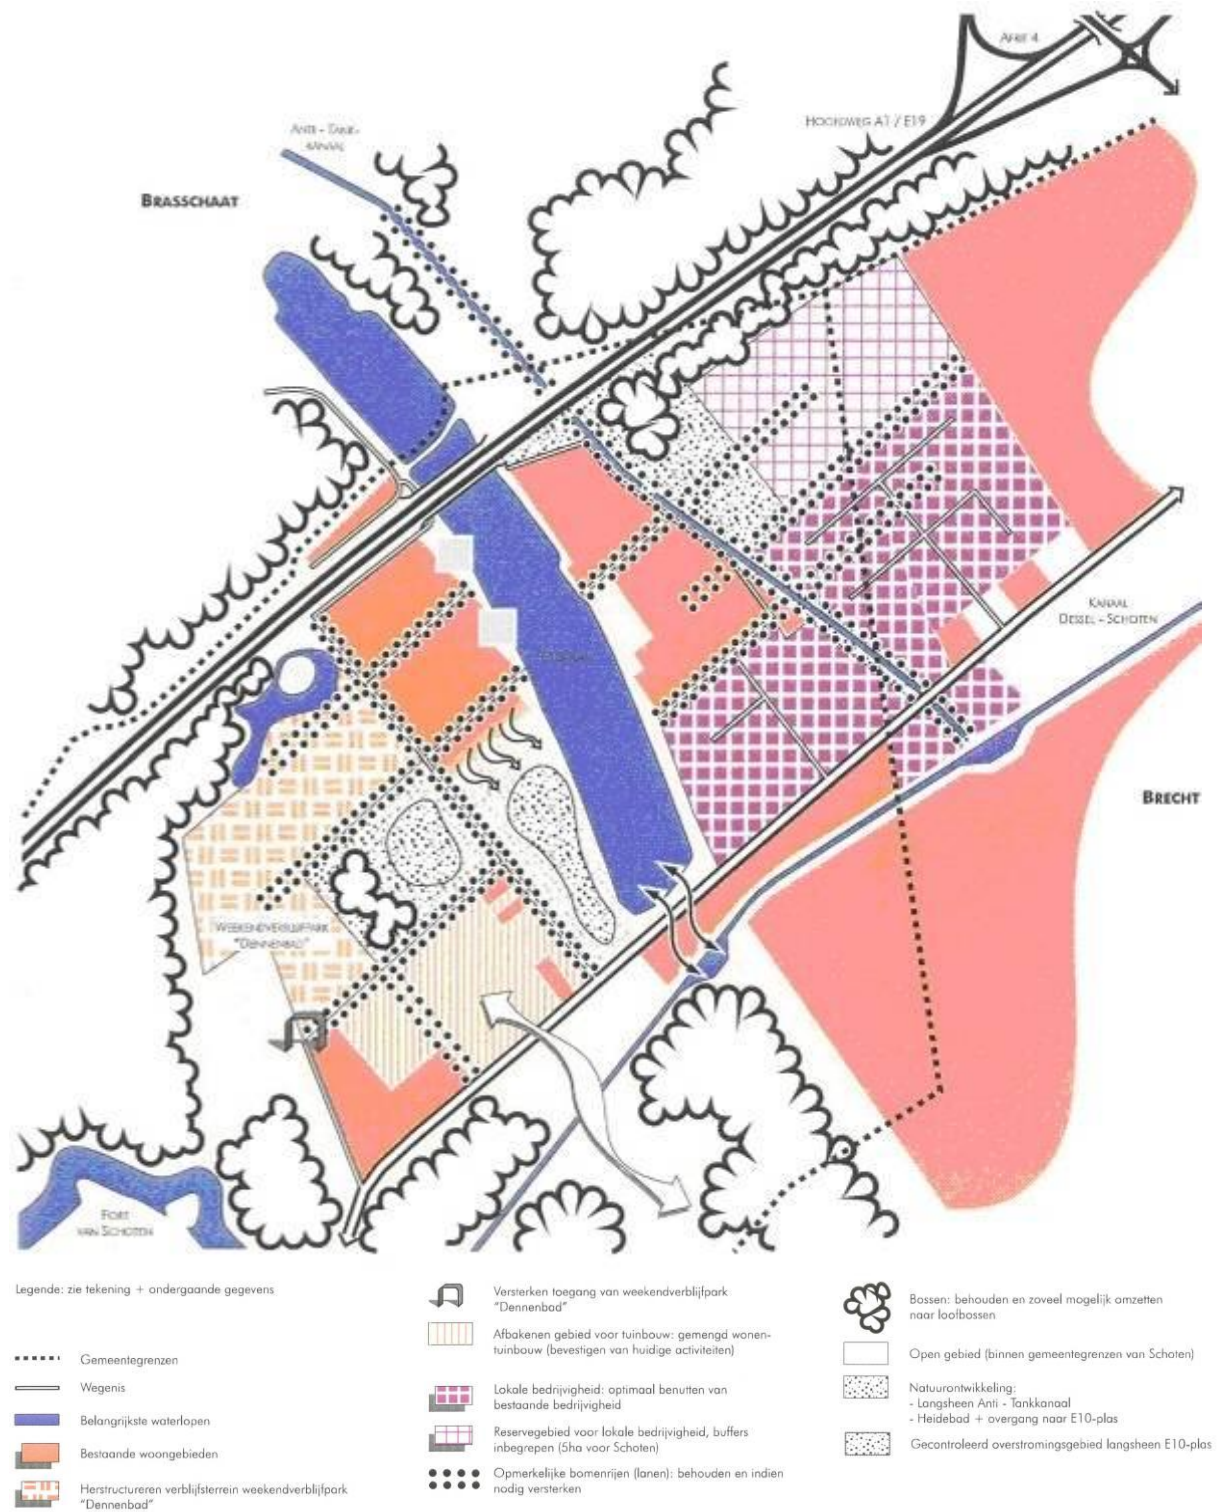 AFRIT 4
HOOFDWEG A1 / E19
ANTI - TANK-
KANAAL
BRASSCHAAT
KANAAL
DESSEL - SCHOTEN
BRECHT
WEEKENDVERBLIJFPARK
"DENNENBAD"
FORT
VAN SCHOTEN
Legende: zie tekening + ondergaande gegevens
Gemeentegrenzen
Wegenis
Belangrijkste waterlopen
Bestaande woongebieden
Herstructureren verblijfsterrein weekendverblijfpark
"Dennenbad"
Versterken toegang van weekendverblijfpark
"Dennenbad"
Afbakenen gebied voor tuinbouw: gemengd wonen-
tuinbouw (bevestigen van huidige activiteiten)
Lokale bedrijvigheid: optimaal benutten van
bestaande bedrijvigheid
Reservegebied voor lokale bedrijvigheid, buffers
inbegrepen (5ha voor Schoten)
Opmerkelijke bomenrijen (lanen): behouden en indien
nodig versterken
Bossen: behouden en zoveel mogelijk omzetten
naar loofbossen
Open gebied (binnen gemeentegrenzen van Schoten)
Natuurontwikkeling:
- Langsheen Anti - Tankkanaal
- Heidebad + overgang naar E10-plas
Gecontroleerd overstromingsgebied langsheen E10-plas